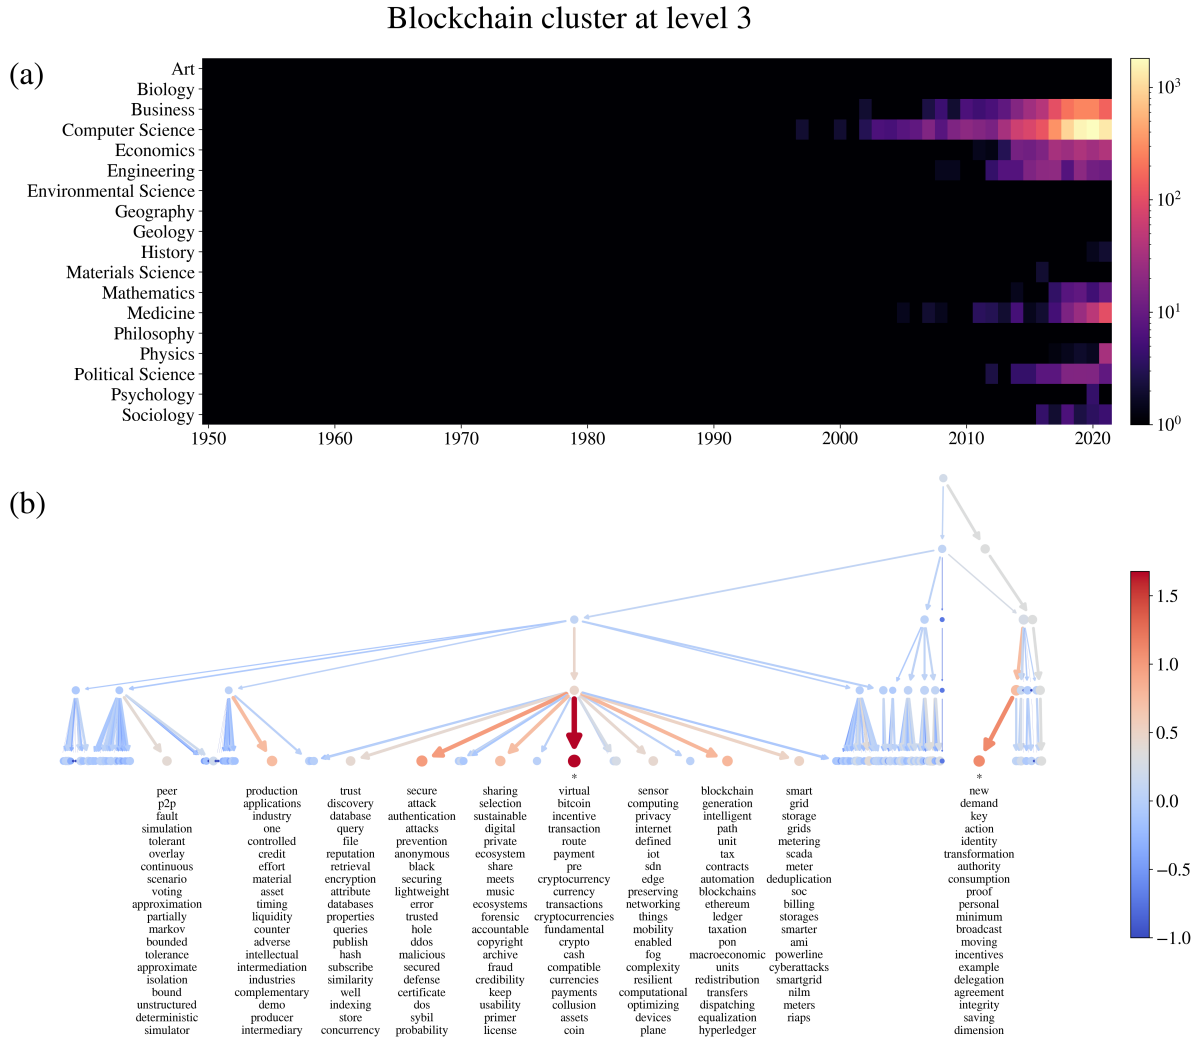 Blockchain cluster at level 3
(a)
Art
Biology
Business
Computer Science
Economics
Engineering
Environmental Science
Geography
Geology
History
Materials Science
Mathematics
Medicine
Philosophy
Physics
Political Science
Psychology
Sociology
1950 1960 1970 1980 1990 2000 2010 2020
10³
10²
10¹
10⁰
(b)
1.5
1.0
0.5
0.0
−0.5
−1.0
* *
peer production trust secure sharing virtual sensor blockchain smart new
p2p applications discovery attack selection bitcoin computing generation grid demand
fault industry database authentication sustainable incentive privacy intelligent storage key
simulation one query attacks digital transaction internet path grids action
tolerant controlled file prevention private route defined unit metering identity
overlay credit reputation anonymous ecosystem payment iot tax scada transformation
continuous effort retrieval black share pre sdn contracts meter authority
scenario material encryption securing meets cryptocurrency edge automation deduplication consumption
voting asset attribute lightweight music currency preserving blockchains soc proof
approximation timing databases error ecosystems transactions networking ethereum billing personal
partially liquidity properties trusted forensic cryptocurrencies things ledger storages minimum
markov counter queries hole accountable fundamental mobility taxation smarter broadcast
bounded adverse publish ddos copyright crypto enabled pon ami moving
tolerance intellectual hash malicious archive cash fog macroeconomic powerline incentives
approximate intermediation subscribe secured fraud compatible complexity units cyberattacks example
isolation industries similarity defense credibility currencies resilient redistribution smartgrid delegation
bound complementary well certificate keep payments computational transfers nilm agreement
unstructured demo indexing dos usability collusion optimizing dispatching meters integrity
deterministic producer store sybil primer assets devices equalization riaps saving
simulator intermediary concurrency probability license coin plane hyperledger dimension